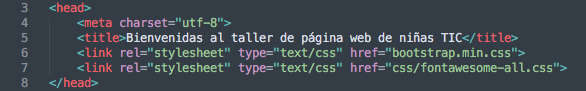 3 <head>
4 <meta charset="utf-8">
5 <title>Bienvenidas al taller de página web de niñas TIC</title>
6 <link rel="stylesheet" type="text/css" href="bootstrap.min.css">
7 <link rel="stylesheet" type="text/css" href="css/fontawesome-all.css">
8 </head>